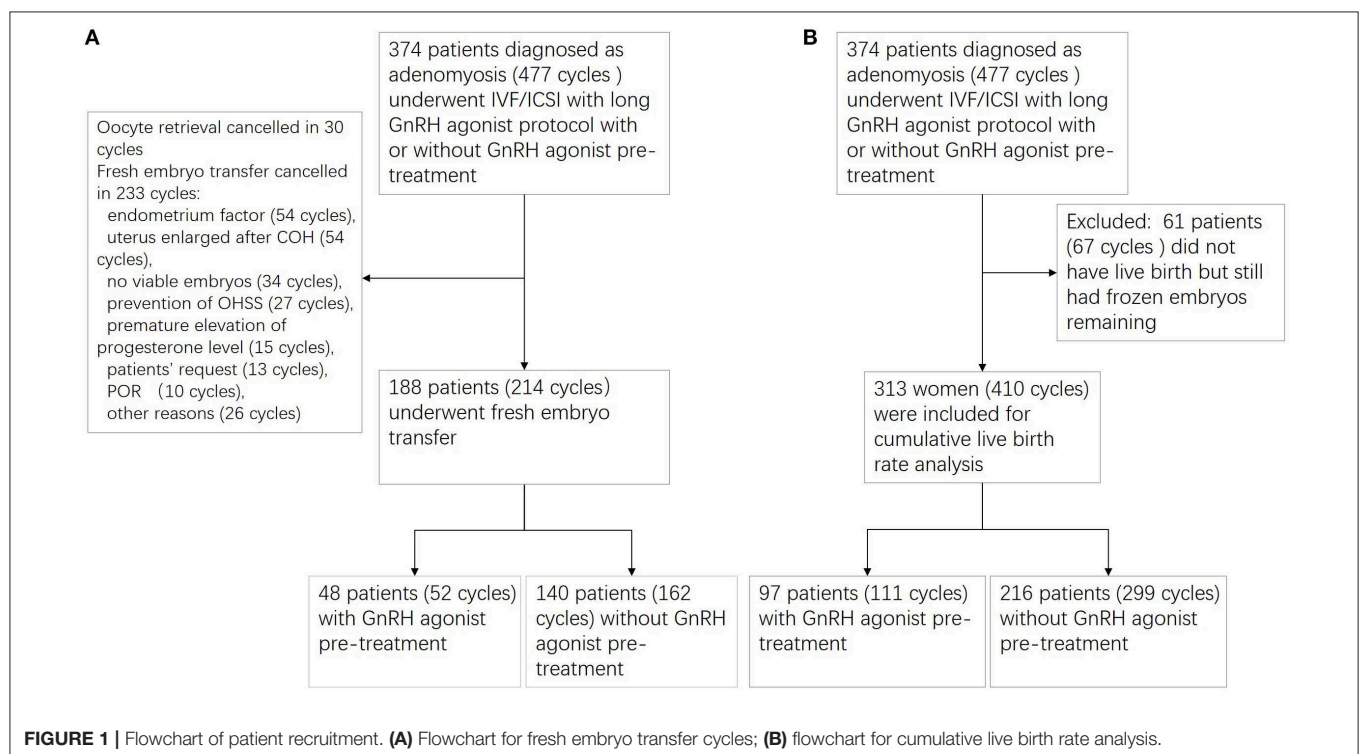 A
374 patients diagnosed as
adenomyosis (477 cycles )
underwent IVF/ICSI with long
GnRH agonist protocol with
or without GnRH agonist pre-
treatment
Oocyte retrieval cancelled in 30
cycles
Fresh embryo transfer cancelled
in 233 cycles:
endometrium factor (54 cycles),
uterus enlarged after COH (54
cycles),
no viable embryos (34 cycles),
prevention of OHSS (27 cycles),
premature elevation of
progesterone level (15 cycles),
patients' request (13 cycles),
POR (10 cycles),
other reasons (26 cycles)
188 patients (214 cycles)
underwent fresh embryo
transfer
48 patients (52 cycles)
with GnRH agonist
pre-treatment
140 patients (162
cycles) without GnRH
agonist pre-
treatment
B
374 patients diagnosed as
adenomyosis (477 cycles )
underwent IVF/ICSI with long
GnRH agonist protocol with
or without GnRH agonist pre-
treatment
Excluded: 61 patients
(67 cycles ) did not
have live birth but still
had frozen embryos
remaining
313 women (410 cycles)
were included for
cumulative live birth
rate analysis
97 patients (111 cycles)
with GnRH agonist pre-
treatment
216 patients (299 cycles)
without GnRH agonist
pre-treatment
FIGURE 1 | Flowchart of patient recruitment. (A) Flowchart for fresh embryo transfer cycles; (B) flowchart for cumulative live birth rate analysis.